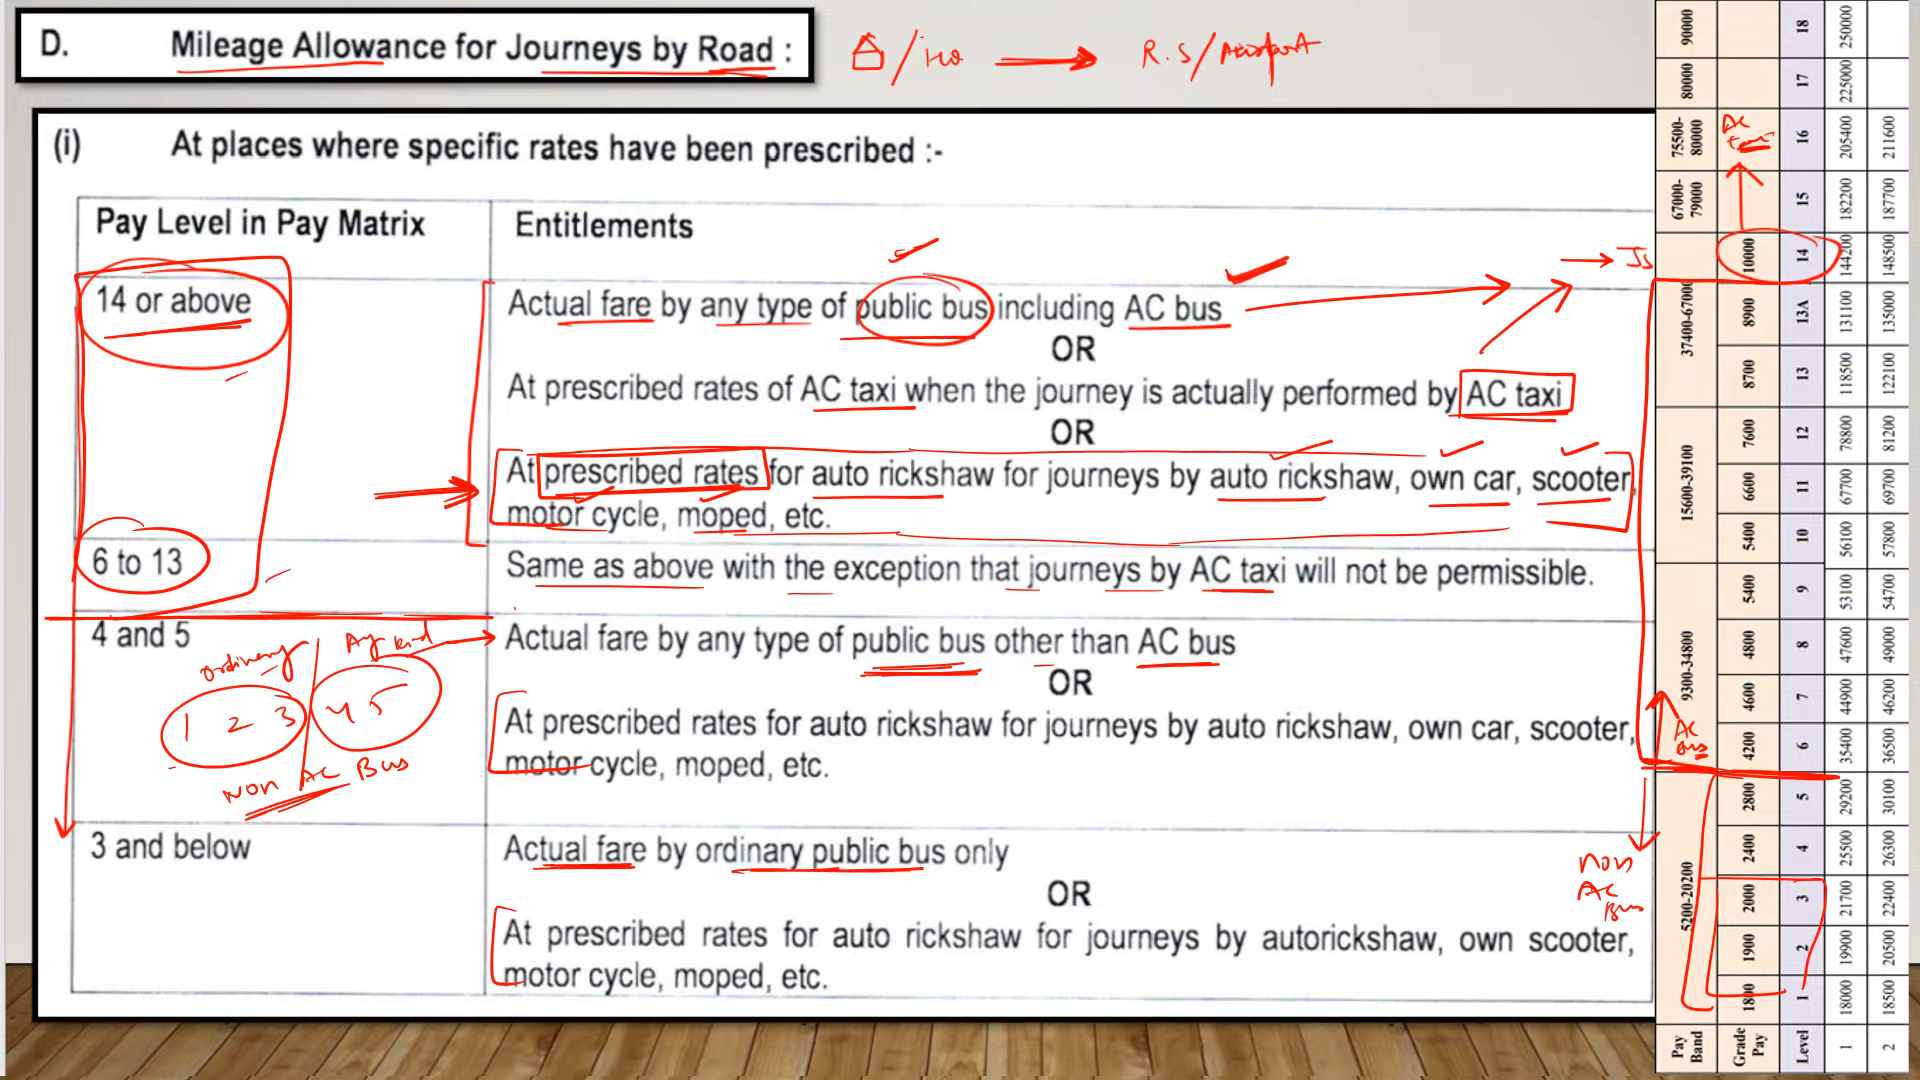 D. Mileage Allowance for Journeys by Road :
R.S/
(i) At places where specific rates have been prescribed :-
Pay Level in Pay Matrix Entitlements
14 or above Actual fare by any type of public bus including AC bus
OR
At prescribed rates of AC taxi when the journey is actually performed by AC taxi
OR
At prescribed rates for auto rickshaw for journeys by auto rickshaw, own car, scooter,
motor cycle, moped, etc.
6 to 13 Same as above with the exception that journeys by AC taxi will not be permissible.
4 and 5 Actual fare by any type of public bus other than AC bus
OR
At prescribed rates for auto rickshaw for journeys by auto rickshaw, own car, scooter,
motor cycle, moped, etc.
3 and below Actual fare by ordinary public bus only
OR
At prescribed rates for auto rickshaw for journeys by autorickshaw, own scooter,
motor cycle, moped, etc.
ordinary
1 2 3 4 5
NON AC Bus
AC
AC
Bus
NON
AC
Bus
Pay Band 5200-20200 9300-34800 15600-39100 37400-67000 67000-79000 75500-80000 80000 90000
Grade Pay 1800 1900 2000 2400 2800 4200 4600 4800 5400 5400 6600 7600 8700 8900 10000
Level 1 2 3 4 5 6 7 8 9 10 11 12 13 13A 14 15 16 17 18
1 18000 19900 21700 25500 29200 35400 44900 47600 53100 56100 67700 78800 118500 131100 144200 182200 205400 225000 250000
2 18500 20500 22400 26300 30100 36500 46200 49000 54700 57800 69700 81200 122100 135000 148500 187700 211600